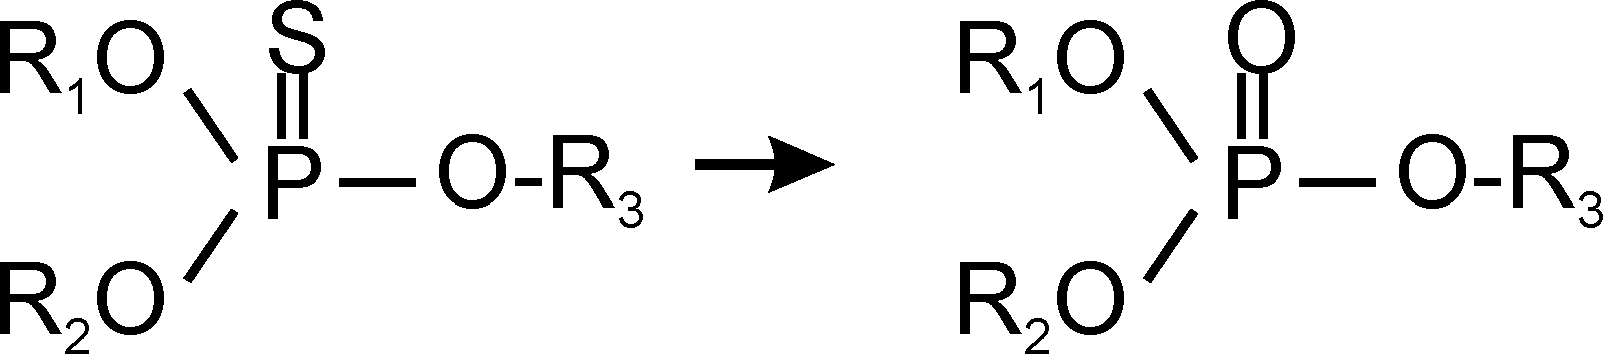 R1O S
P O-R3
R2O
R1O O
P O-R3
R2O